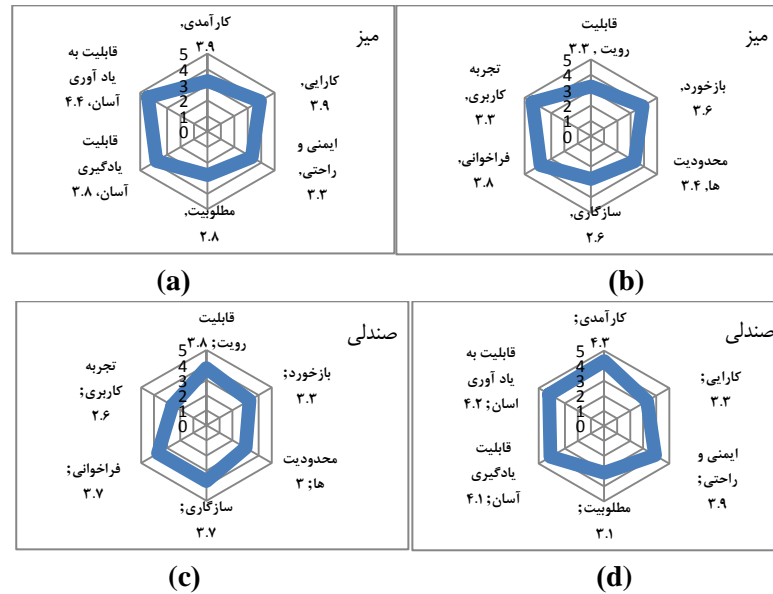 میز
کارآمدی,
۳.۹
کارایی,
۳.۹
ایمنی و
راحتی,
۳.۳
مطلوبیت,
۲.۸
قابلیت
یادگیری
آسان، ۳.۸
قابلیت به
یاد آوری
آسان، ۴.۴
5
4
3
2
1
0
(a)
میز
قابلیت
رویت , ۳.۳
بازخورد,
۳.۶
محدودیت
ها, ۳.۴
سازگاری,
۲.۶
فراخوانی,
۳.۸
تجربه
کاربری,
۳.۳
5
4
3
2
1
0
(b)
صندلی
قابلیت
رویت; ۳.۸
بازخورد;
۳.۳
محدودیت
ها; ۳
سازگاری;
۳.۷
فراخوانی;
۳.۷
تجربه
کاربری;
۲.۶
5
4
3
2
1
0
(c)
صندلی
کارآمدی;
۴.۳
کارایی;
۳.۳
ایمنی و
راحتی;
۳.۹
مطلوبیت;
۳.۱
قابلیت
یادگیری
آسان; ۴.۱
قابلیت به
یاد آوری
اسان; ۴.۲
5
4
3
2
1
0
(d)